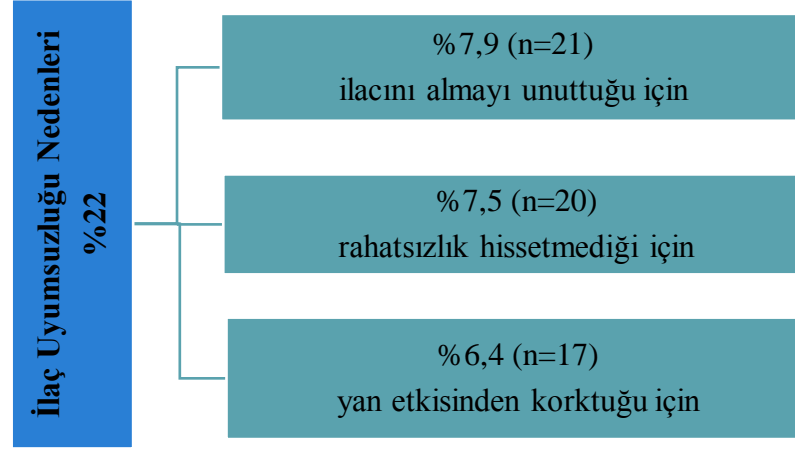 İlaç Uyumsuzluğu Nedenleri
%22
%7,9 (n=21)
ilacını almayı unuttuğu için
%7,5 (n=20)
rahatsızlık hissetmediği için
%6,4 (n=17)
yan etkisinden korktuğu için